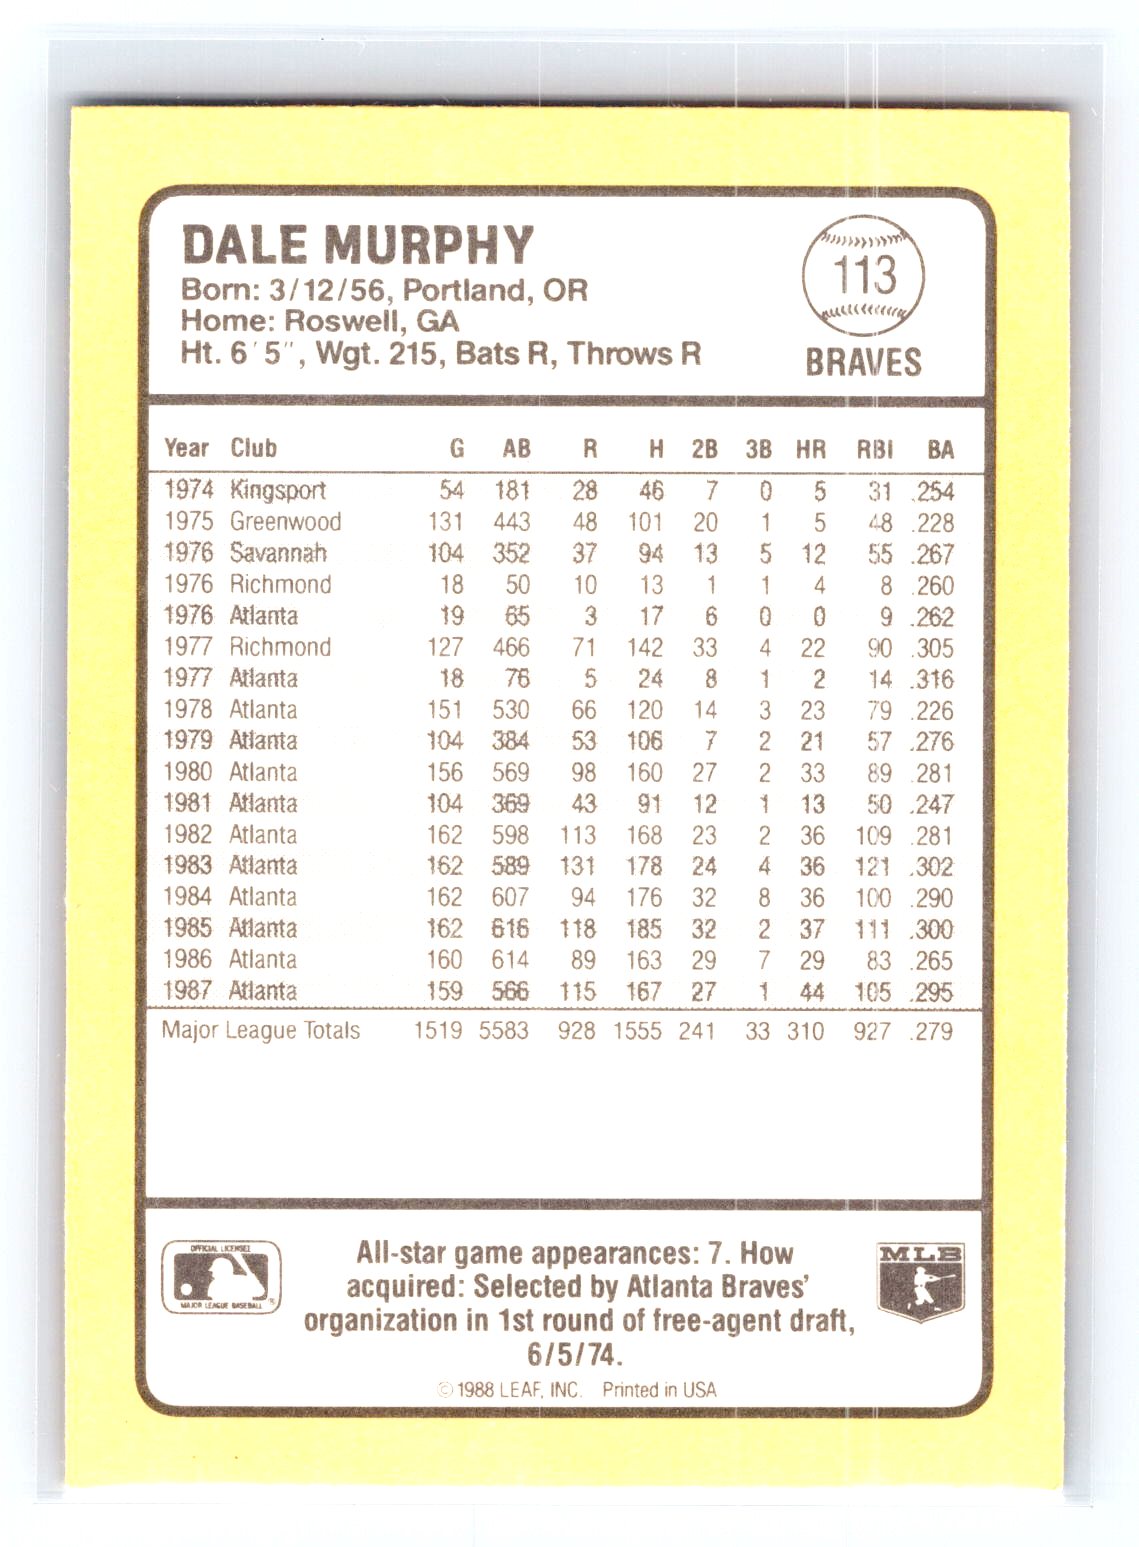 DALE MURPHY
Born: 3/12/56, Portland, OR
Home: Roswell, GA
Ht. 6'5", Wgt. 215, Bats R, Throws R
113
BRAVES
Year Club G AB R H 2B 3B HR RBI BA
1974 Kingsport 54 181 28 46 7 0 5 31 .254
1975 Greenwood 131 443 48 101 20 1 5 48 .228
1976 Savannah 104 352 37 94 13 5 12 55 .267
1976 Richmond 18 50 10 13 1 1 4 8 .260
1976 Atlanta 19 65 3 17 6 0 0 9 .262
1977 Richmond 127 466 71 142 33 4 22 90 .305
1977 Atlanta 18 76 5 24 8 1 2 14 .316
1978 Atlanta 151 530 66 120 14 3 23 79 .226
1979 Atlanta 104 384 53 106 7 2 21 57 .276
1980 Atlanta 156 569 98 160 27 2 33 89 .281
1981 Atlanta 104 369 43 91 12 1 13 50 .247
1982 Atlanta 162 598 113 168 23 2 36 109 .281
1983 Atlanta 162 589 131 178 24 4 36 121 .302
1984 Atlanta 162 607 94 176 32 8 36 100 .290
1985 Atlanta 162 616 118 185 32 2 37 111 .300
1986 Atlanta 160 614 89 163 29 7 29 83 .265
1987 Atlanta 159 566 115 167 27 1 44 105 .295
Major League Totals 1519 5583 928 1555 241 33 310 927 .279
OFFICIAL LICENSEE
MAJOR LEAGUE BASEBALL ®
All-star game appearances: 7. How
acquired: Selected by Atlanta Braves'
organization in 1st round of free-agent draft,
6/5/74.
MLB
© 1988 LEAF, INC. Printed in USA